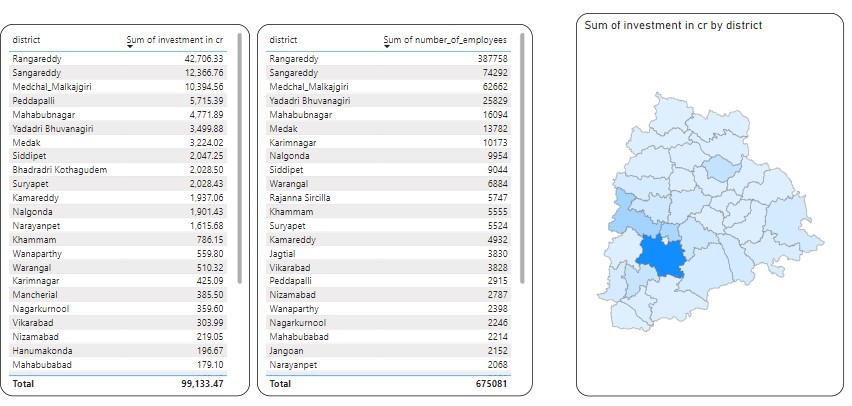 district Sum of investment in cr
Rangareddy 42,706.33
Sangareddy 12,366.76
Medchal_Malkajgiri 10,394.56
Peddapalli 5,715.39
Mahabubnagar 4,771.89
Yadadri Bhuvanagiri 3,499.88
Medak 3,224.02
Siddipet 2,047.25
Bhadradri Kothagudem 2,028.50
Suryapet 2,028.43
Kamareddy 1,937.06
Nalgonda 1,901.43
Narayanpet 1,615.68
Khammam 786.15
Wanaparthy 559.80
Warangal 510.32
Karimnagar 425.09
Mancherial 385.50
Nagarkurnool 359.60
Vikarabad 303.99
Nizamabad 219.05
Hanumakonda 196.67
Mahabubabad 179.10
Total 99,133.47
district Sum of number_of_employees
Rangareddy 387758
Sangareddy 74292
Medchal_Malkajgiri 62662
Yadadri Bhuvanagiri 25829
Mahabubnagar 16094
Medak 13782
Karimnagar 10173
Nalgonda 9954
Siddipet 9044
Warangal 6884
Rajanna Sircilla 5747
Khammam 5555
Suryapet 5524
Kamareddy 4932
Jagtial 3830
Vikarabad 3828
Peddapalli 2915
Nizamabad 2787
Wanaparthy 2398
Nagarkurnool 2246
Mahabubabad 2214
Jangoan 2152
Narayanpet 2068
Total 675081
Sum of investment in cr by district